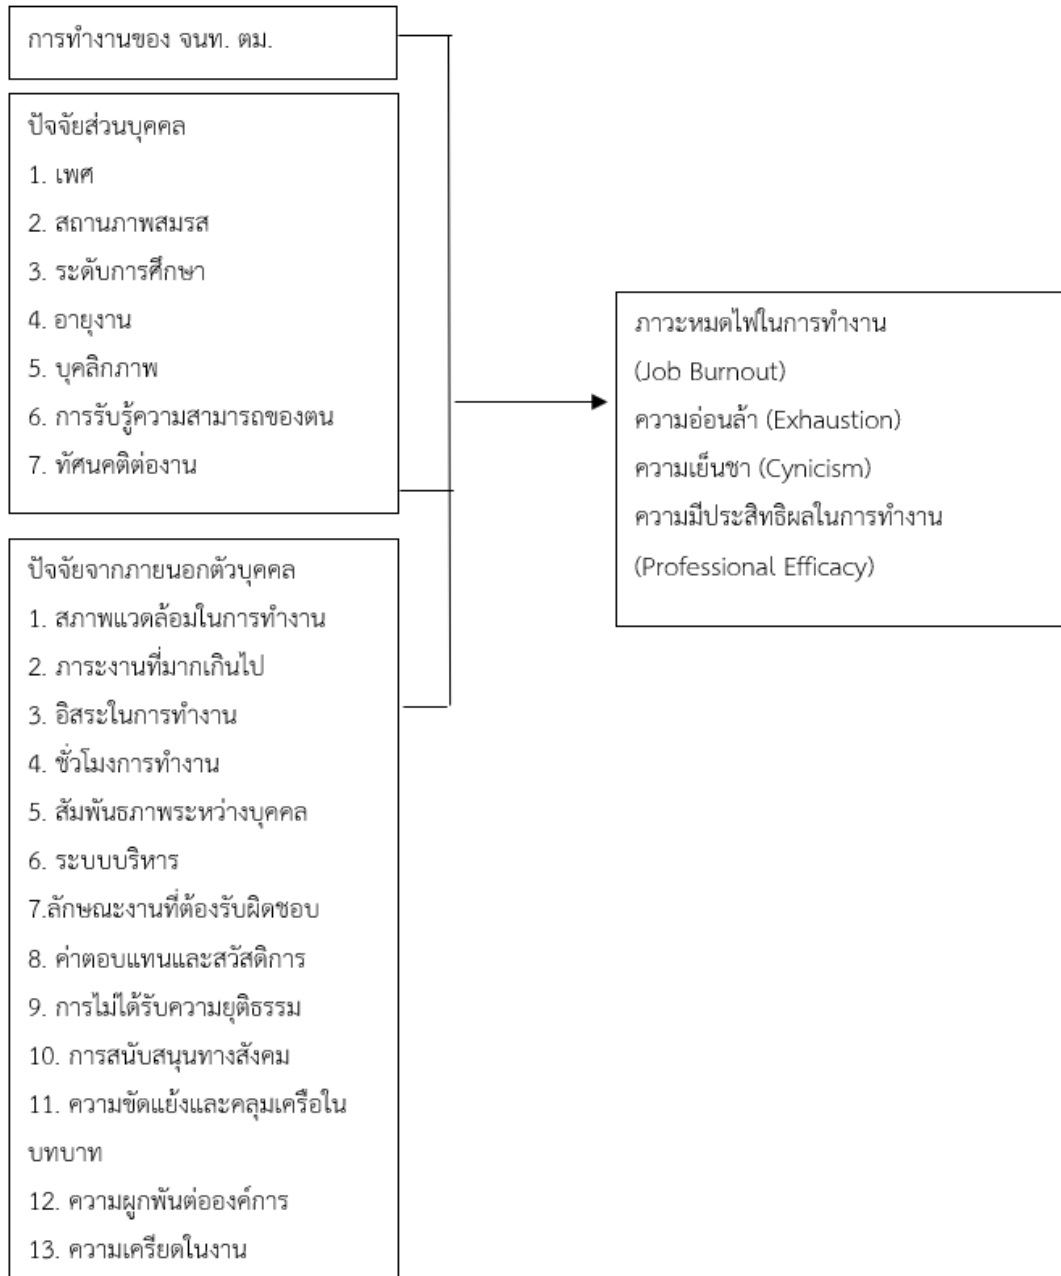 การทำงานของ จนท. ตม.
ปัจจัยส่วนบุคคล
1. เพศ
2. สถานภาพสมรส
3. ระดับการศึกษา
4. อายุงาน
5. บุคลิกภาพ
6. การรับรู้ความสามารถของตน
7. ทัศนคติต่องาน
ปัจจัยจากภายนอกตัวบุคคล
1. สภาพแวดล้อมในการทำงาน
2. ภาระงานที่มากเกินไป
3. อิสระในการทำงาน
4. ชั่วโมงการทำงาน
5. สัมพันธภาพระหว่างบุคคล
6. ระบบบริหาร
7.ลักษณะงานที่ต้องรับผิดชอบ
8. ค่าตอบแทนและสวัสดิการ
9. การไม่ได้รับความยุติธรรม
10. การสนับสนุนทางสังคม
11. ความขัดแย้งและคลุมเครือใน
บทบาท
12. ความผูกพันต่อองค์การ
13. ความเครียดในงาน
ภาวะหมดไฟในการทำงาน
(Job Burnout)
ความอ่อนล้า (Exhaustion)
ความเย็นชา (Cynicism)
ความมีประสิทธิผลในการทำงาน
(Professional Efficacy)